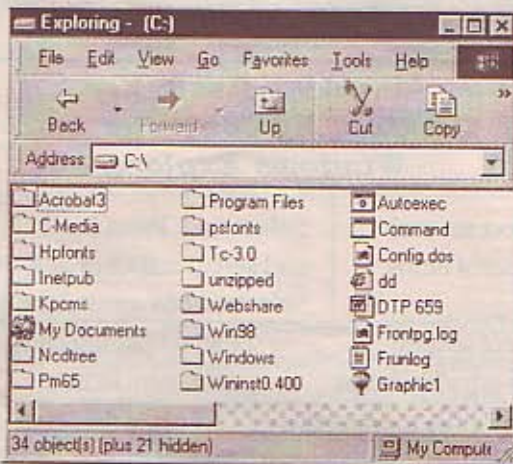 Exploring - (C:)
File Edit View Go Favorites Tools Help
Back Forward Up Cut Copy »
Address C:\
Acrobat3 Program Files Autoexec
C-Media psfonts Command
Hpfonts Tc-3.0 Config.dos
Inetpub unzipped dd
Kpcms Webshare DTP 659
My Documents Win98 Frontpg.log
Ncdtree Windows Frunlog
Pm65 Wininst0.400 Graphic1
34 object(s) (plus 21 hidden) My Compute